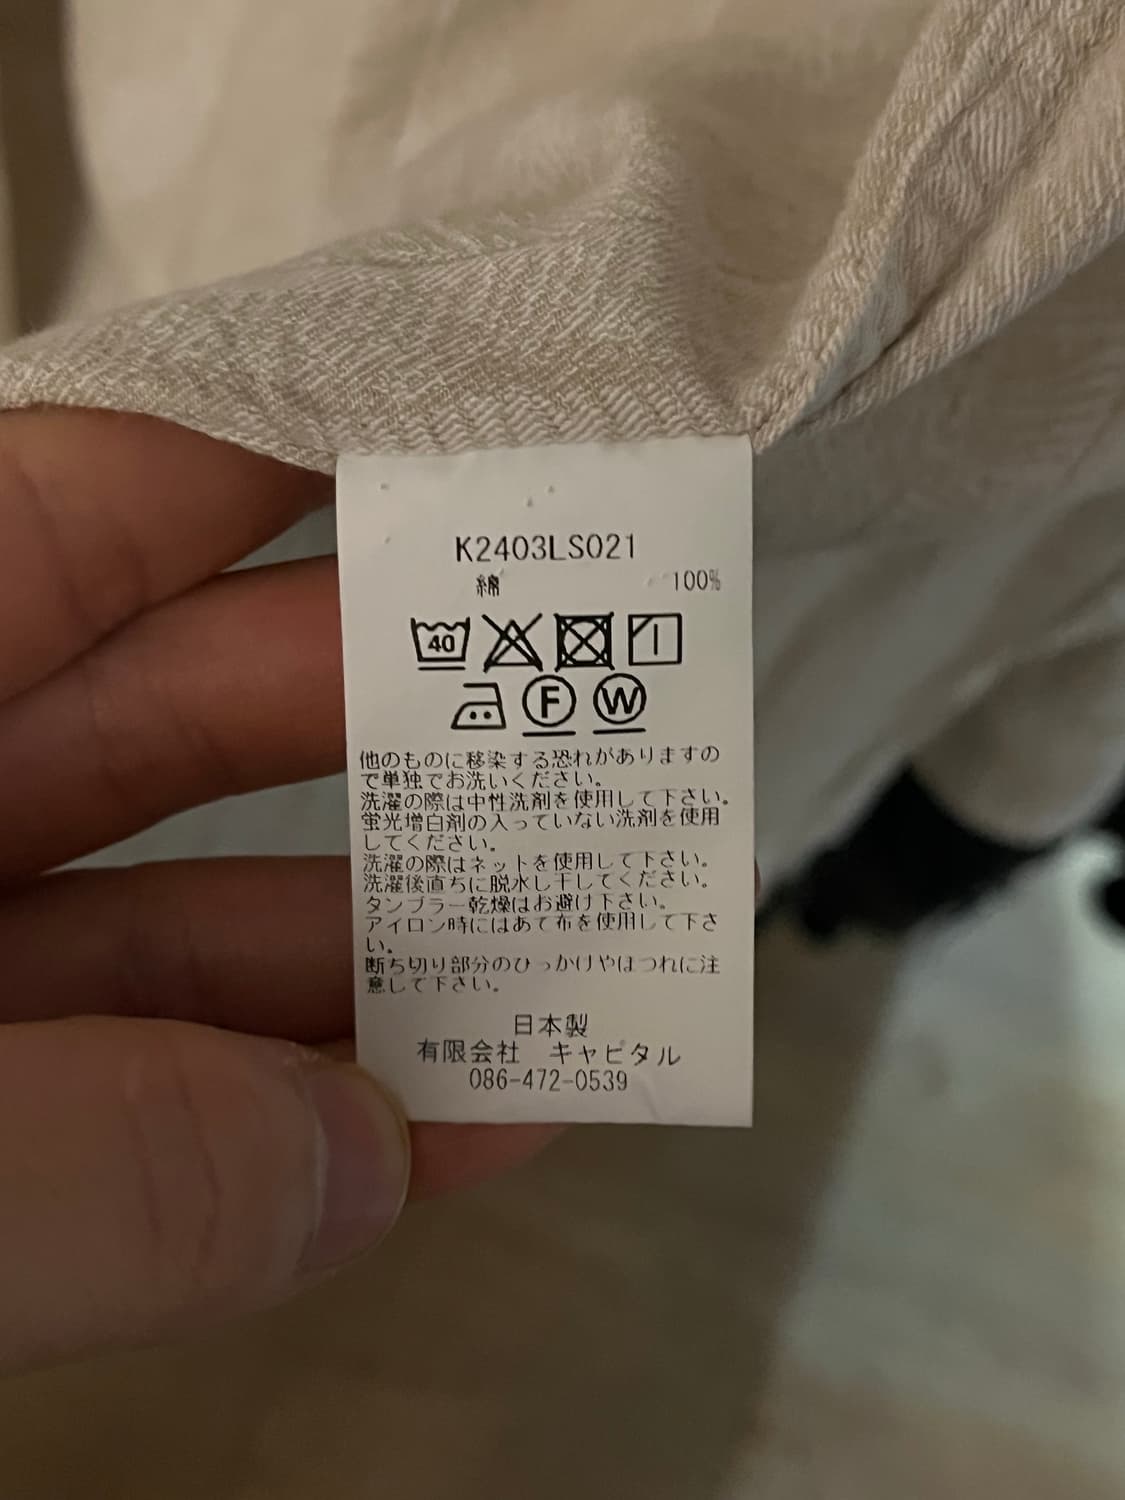 K2403LS021
綿 100%
40
F W
他のものに移染する恐れがありますの
で単独でお洗いください。
洗濯の際は中性洗剤を使用して下さい。
蛍光増白剤の入っていない洗剤を使用
してください。
洗濯の際はネットを使用して下さい。
洗濯後直ちに脱水し干してください。
タンブラー乾燥はお避け下さい。
アイロン時にはあて布を使用して下さ
い。
断ち切り部分のひっかけやほつれに注
意して下さい。
日本製
有限会社 キャピタル
086-472-0539